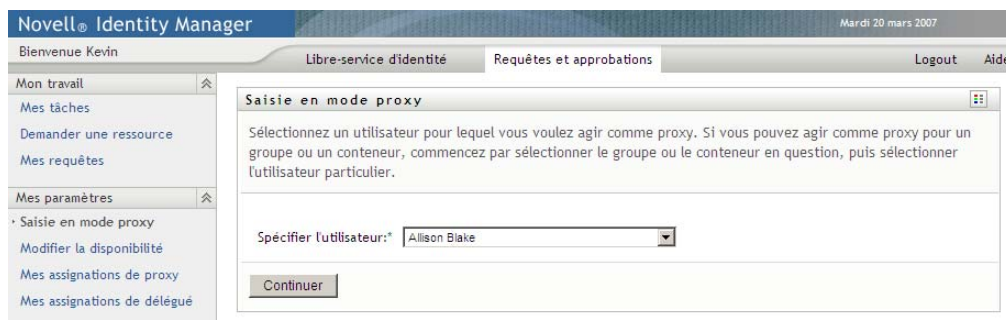 Novell® Identity Manager
Mardi 20 mars 2007
Bienvenue Kevin
Libre-service d'identité
Requêtes et approbations
Logout
Aide
Mon travail
Mes tâches
Demander une ressource
Mes requêtes
Mes paramètres
Saisie en mode proxy
Modifier la disponibilité
Mes assignations de proxy
Mes assignations de délégué
Saisie en mode proxy
Sélectionnez un utilisateur pour lequel vous voulez agir comme proxy. Si vous pouvez agir comme proxy pour un
groupe ou un conteneur, commencez par sélectionner le groupe ou le conteneur en question, puis sélectionner
l'utilisateur particulier.
Spécifier l'utilisateur:* Allison Blake
Continuer